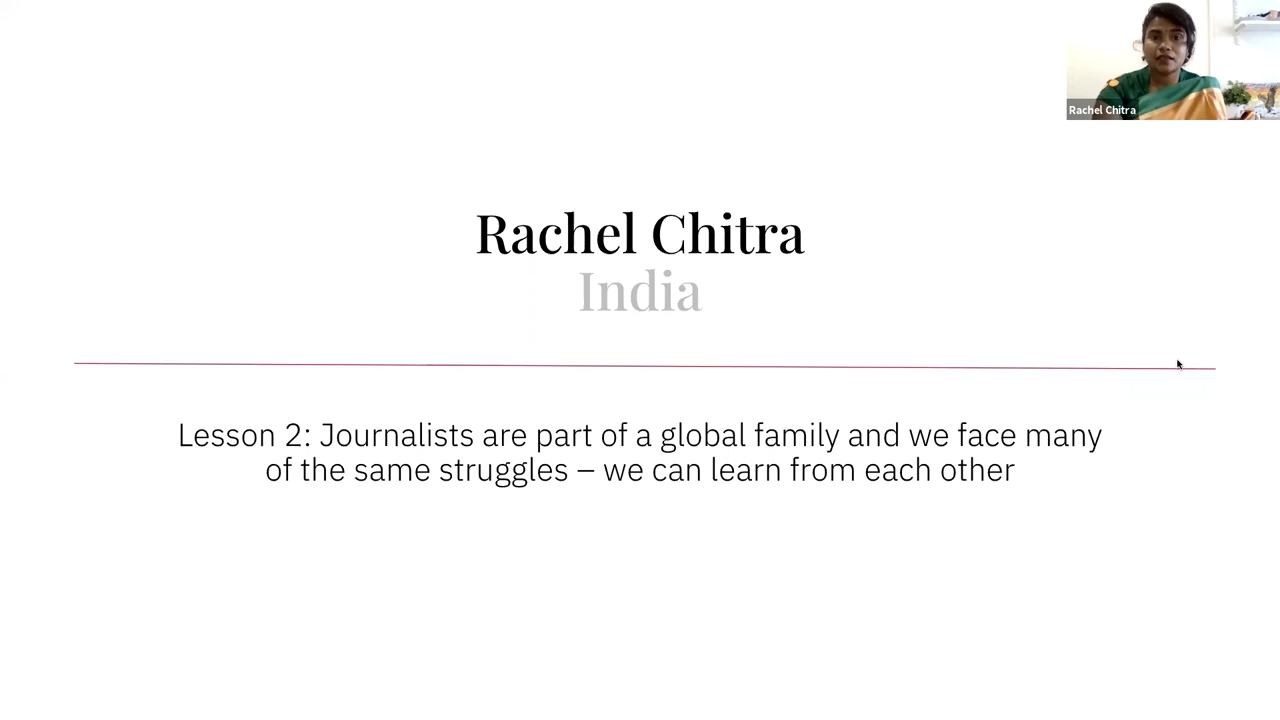 Rachel Chitra
Rachel Chitra
India
Lesson 2: Journalists are part of a global family and we face many
of the same struggles – we can learn from each other